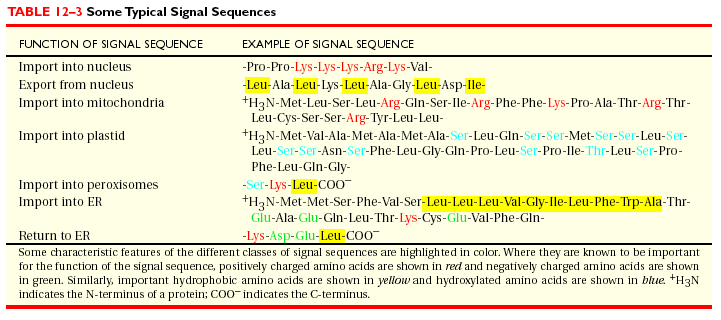 TABLE 12–3 Some Typical Signal Sequences
FUNCTION OF SIGNAL SEQUENCE EXAMPLE OF SIGNAL SEQUENCE
Import into nucleus -Pro-Pro-Lys-Lys-Lys-Arg-Lys-Val-
Export from nucleus -Leu-Ala-Leu-Lys-Leu-Ala-Gly-Leu-Asp-Ile-
Import into mitochondria +H3N-Met-Leu-Ser-Leu-Arg-Gln-Ser-Ile-Arg-Phe-Phe-Lys-Pro-Ala-Thr-Arg-Thr-
Leu-Cys-Ser-Ser-Arg-Tyr-Leu-Leu-
Import into plastid +H3N-Met-Val-Ala-Met-Ala-Met-Ala-Ser-Leu-Gln-Ser-Ser-Met-Ser-Ser-Leu-Ser-
Leu-Ser-Ser-Asn-Ser-Phe-Leu-Gly-Gln-Pro-Leu-Ser-Pro-Ile-Thr-Leu-Ser-Pro-
Phe-Leu-Gln-Gly-
Import into peroxisomes -Ser-Lys-Leu-COO−
Import into ER +H3N-Met-Met-Ser-Phe-Val-Ser-Leu-Leu-Leu-Val-Gly-Ile-Leu-Phe-Trp-Ala-Thr-
Glu-Ala-Glu-Gln-Leu-Thr-Lys-Cys-Glu-Val-Phe-Gln-
Return to ER -Lys-Asp-Glu-Leu-COO−
Some characteristic features of the different classes of signal sequences are highlighted in color. Where they are known to be important
for the function of the signal sequence, positively charged amino acids are shown in red and negatively charged amino acids are shown
in green. Similarly, important hydrophobic amino acids are shown in yellow and hydroxylated amino acids are shown in blue. +H3N
indicates the N-terminus of a protein; COO− indicates the C-terminus.